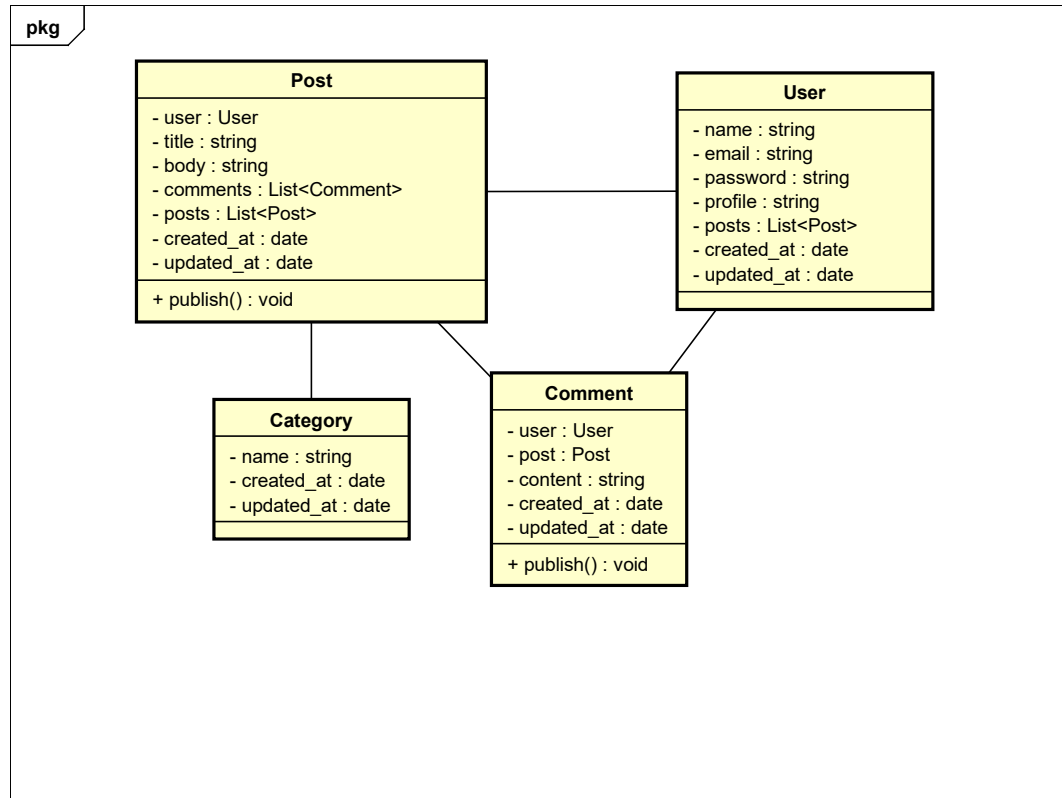 pkg
Post
- user : User
- title : string
- body : string
- comments : List<Comment>
- posts : List<Post>
- created_at : date
- updated_at : date
+ publish() : void
User
- name : string
- email : string
- password : string
- profile : string
- posts : List<Post>
- created_at : date
- updated_at : date
Category
- name : string
- created_at : date
- updated_at : date
Comment
- user : User
- post : Post
- content : string
- created_at : date
- updated_at : date
+ publish() : void